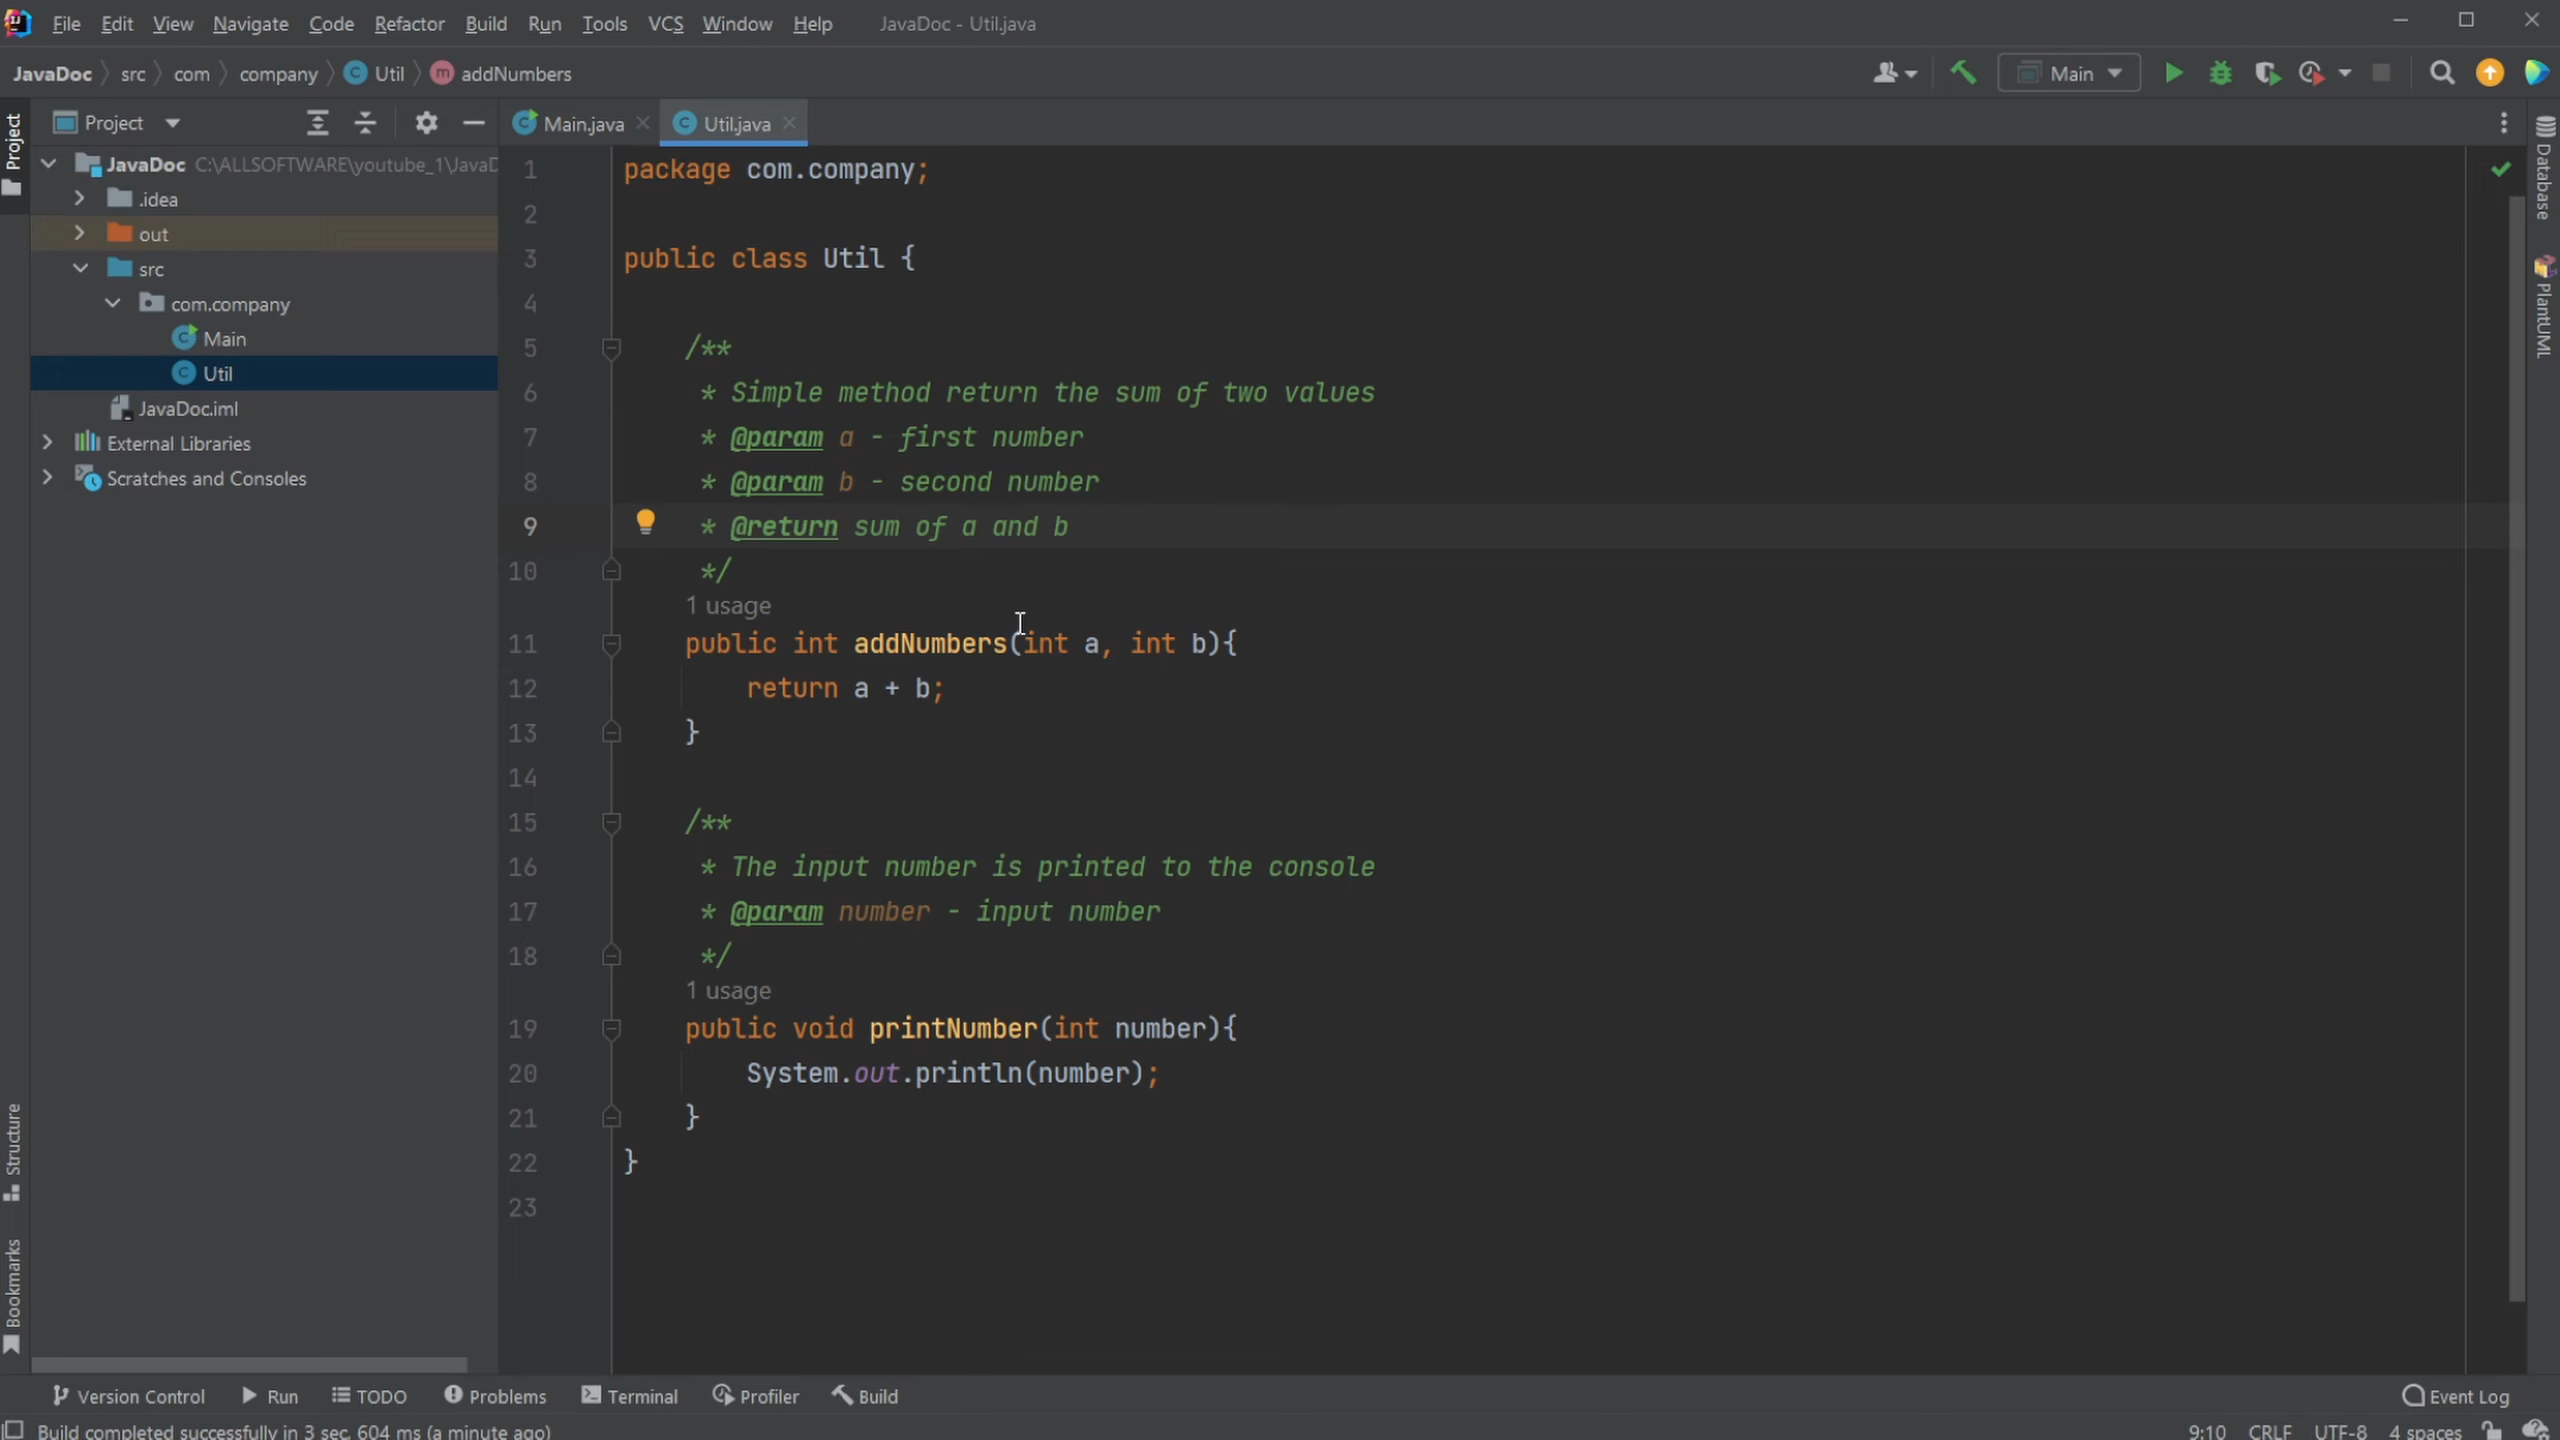 File Edit View Navigate Code Refactor Build Run Tools VCS Window Help JavaDoc - Util.java
JavaDoc src com company Util addNumbers Main
Project
Project
JavaDoc C:\ALLSOFTWARE\youtube_1\JavaD
.idea
out
src
com.company
Main
Util
JavaDoc.iml
External Libraries
Scratches and Consoles
Structure
Bookmarks
Main.java Util.java
1 package com.company;
2
3 public class Util {
4
5 /**
6 * Simple method return the sum of two values
7 * @param a - first number
8 * @param b - second number
9 * @return sum of a and b
10 */
1 usage
11 public int addNumbers(int a, int b){
12 return a + b;
13 }
14
15 /**
16 * The input number is printed to the console
17 * @param number - input number
18 */
1 usage
19 public void printNumber(int number){
20 System.out.println(number);
21 }
22 }
23
Database
PlantUML
Version Control Run TODO Problems Terminal Profiler Build Event Log
Build completed successfully in 3 sec, 604 ms (a minute ago) 9:10 CRLF UTF-8 4 spaces